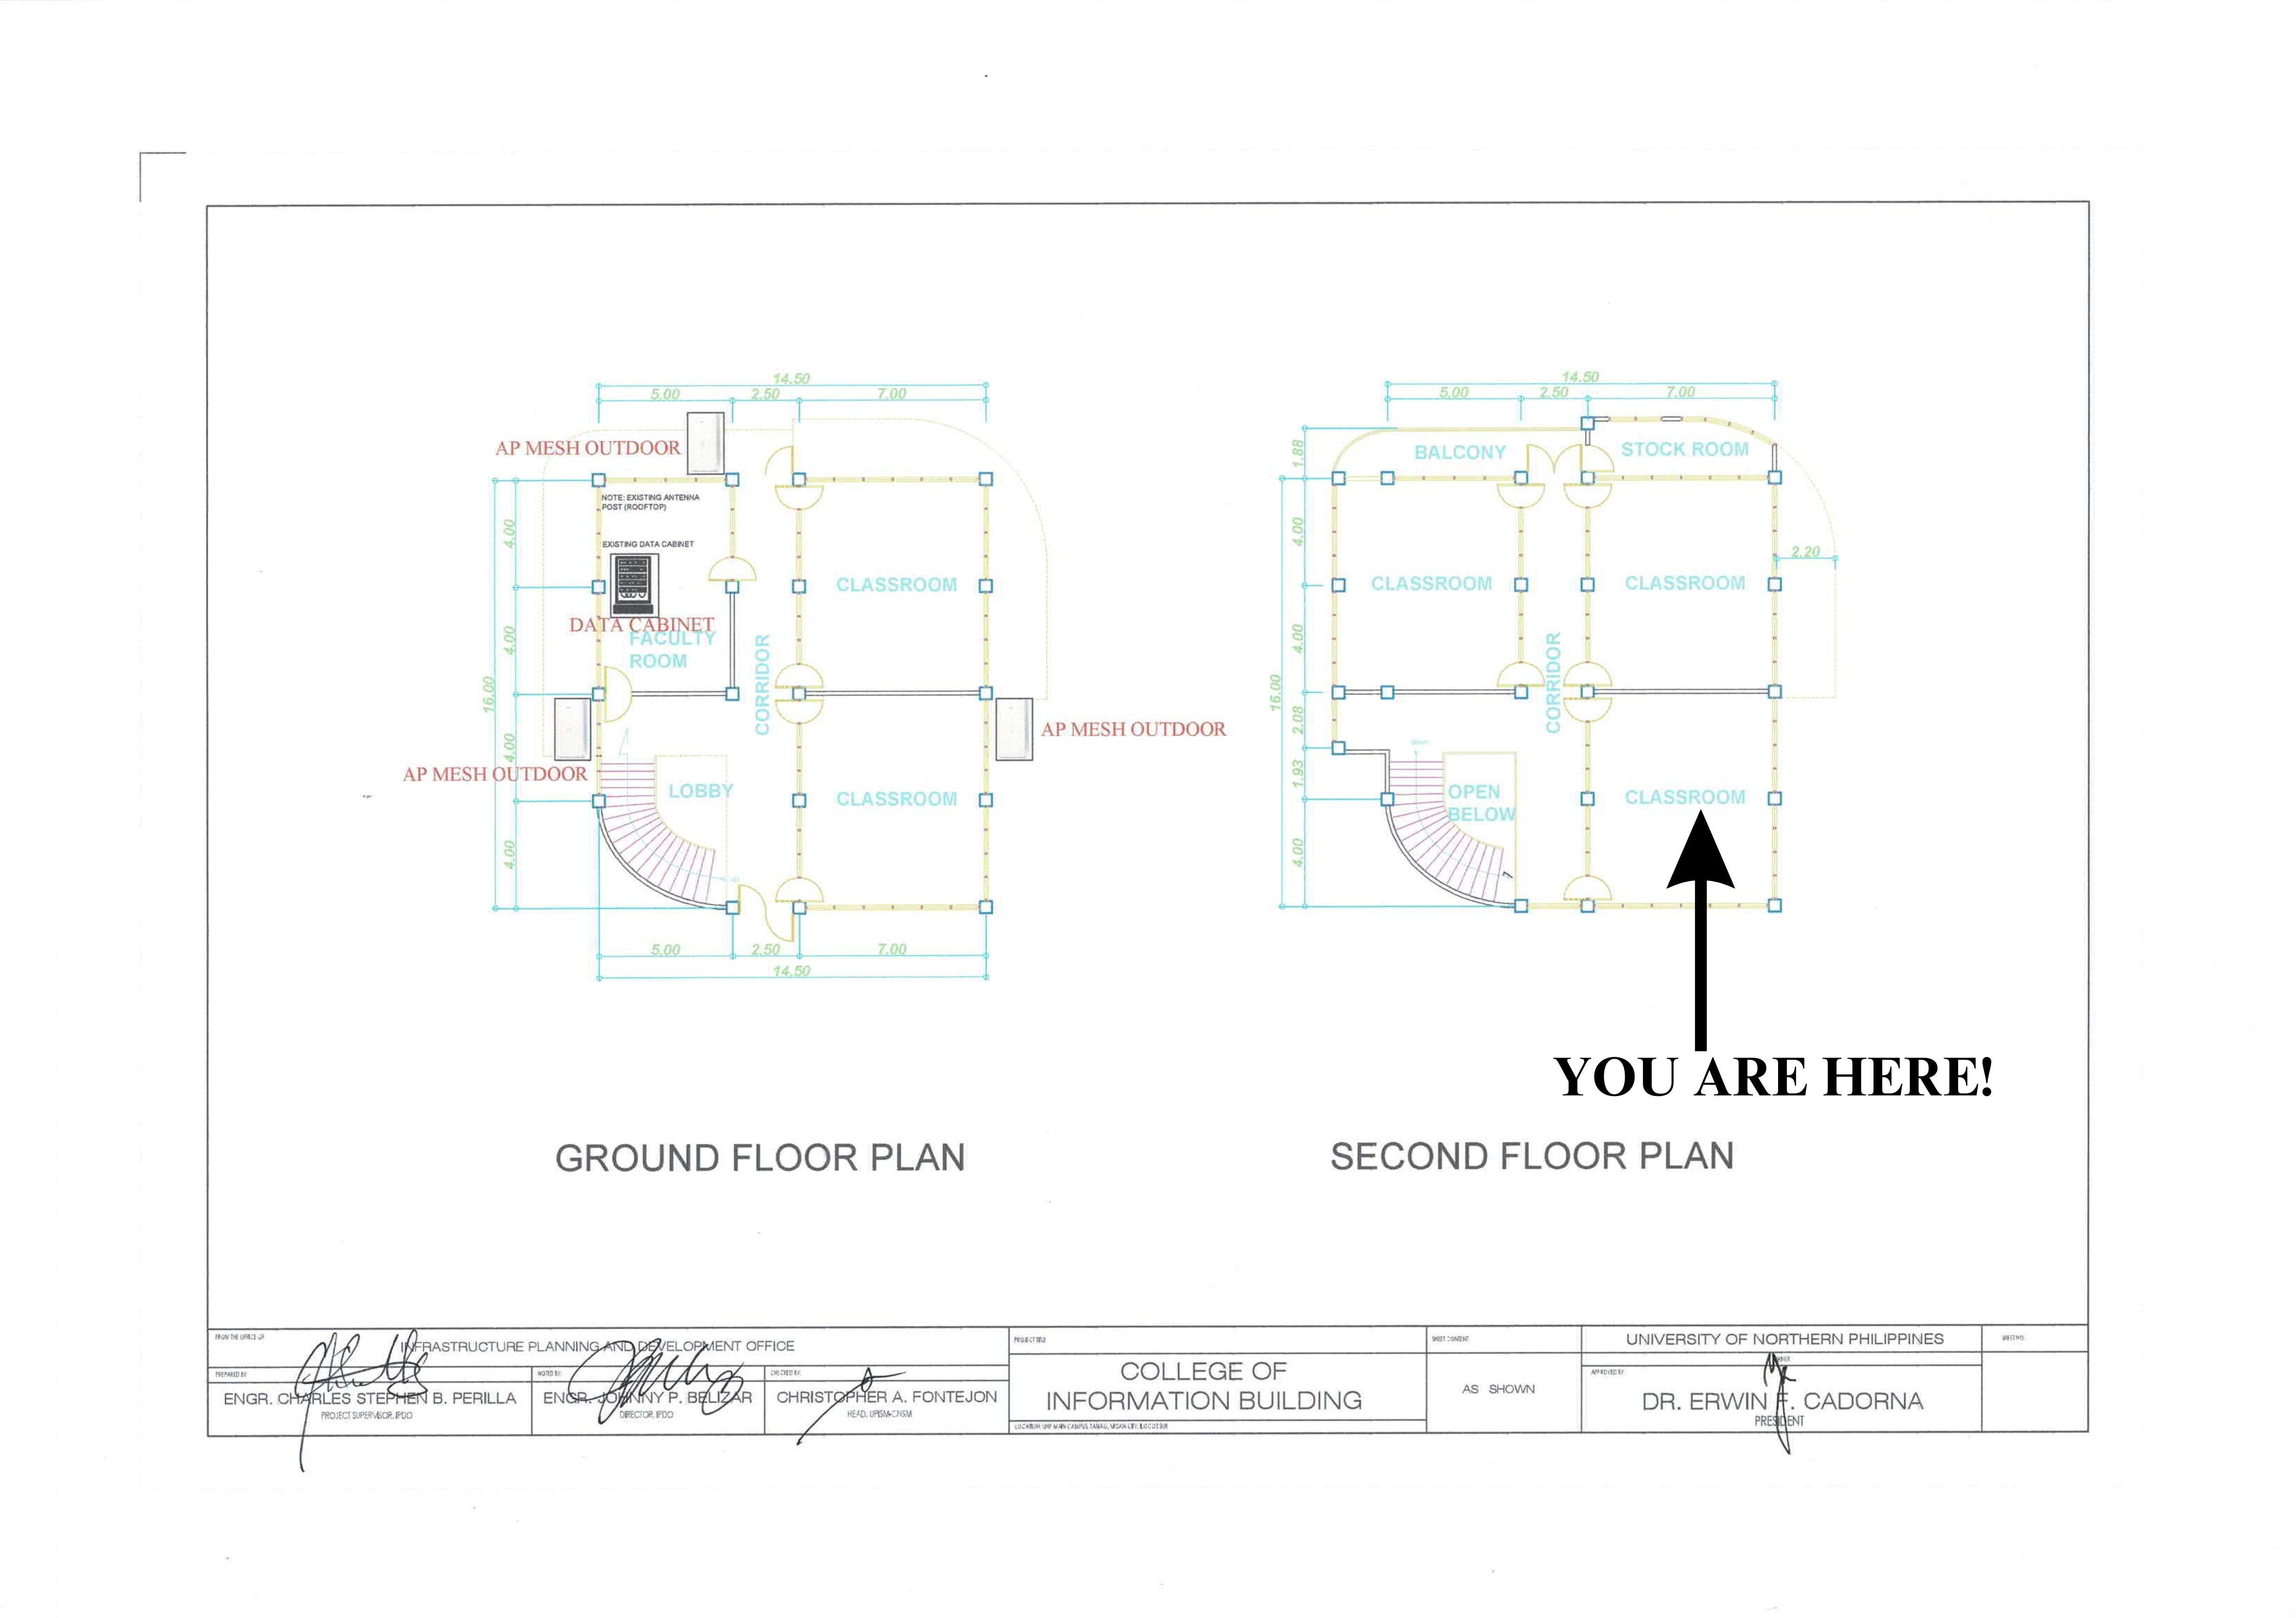 14.50
5.00 2.50 7.00
AP MESH OUTDOOR
NOTE: EXISTING ANTENNA
POST (ROOFTOP)
EXISTING DATA CABINET
DATA CABINET
FACULTY
ROOM
CORRIDOR
CLASSROOM
AP MESH OUTDOOR
AP MESH OUTDOOR
LOBBY
CLASSROOM
4.00
4.00
4.00
4.00
16.00
5.00 2.50 7.00
14.50
GROUND FLOOR PLAN
14.50
5.00 2.50 7.00
BALCONY
STOCK ROOM
1.88
4.00
4.00
2.08
1.93
4.00
16.00
2.20
CLASSROOM
CLASSROOM
CORRIDOR
OPEN
BELOW
CLASSROOM
YOU ARE HERE!
SECOND FLOOR PLAN
FROM THE OFFICE OF
INFRASTRUCTURE PLANNING AND DEVELOPMENT OFFICE
PREPARED BY:
ENGR. CHARLES STEPHEN B. PERILLA
PROJECT SUPERVISOR, IPDO
NOTED BY:
ENGR. JOHNNY P. BELIZAR
DIRECTOR, IPDO
CHECKED BY:
CHRISTOPHER A. FONTEJON
PROJECT TITLE
COLLEGE OF
INFORMATION BUILDING
LOCATION: UNP MAIN CAMPUS, TAMAG, VIGAN CITY, ILOCOS SUR
SHEET CONTENT
AS SHOWN
UNIVERSITY OF NORTHERN PHILIPPINES
OWNER
APPROVED BY:
DR. ERWIN F. CADORNA
PRESIDENT
SHEET NO.